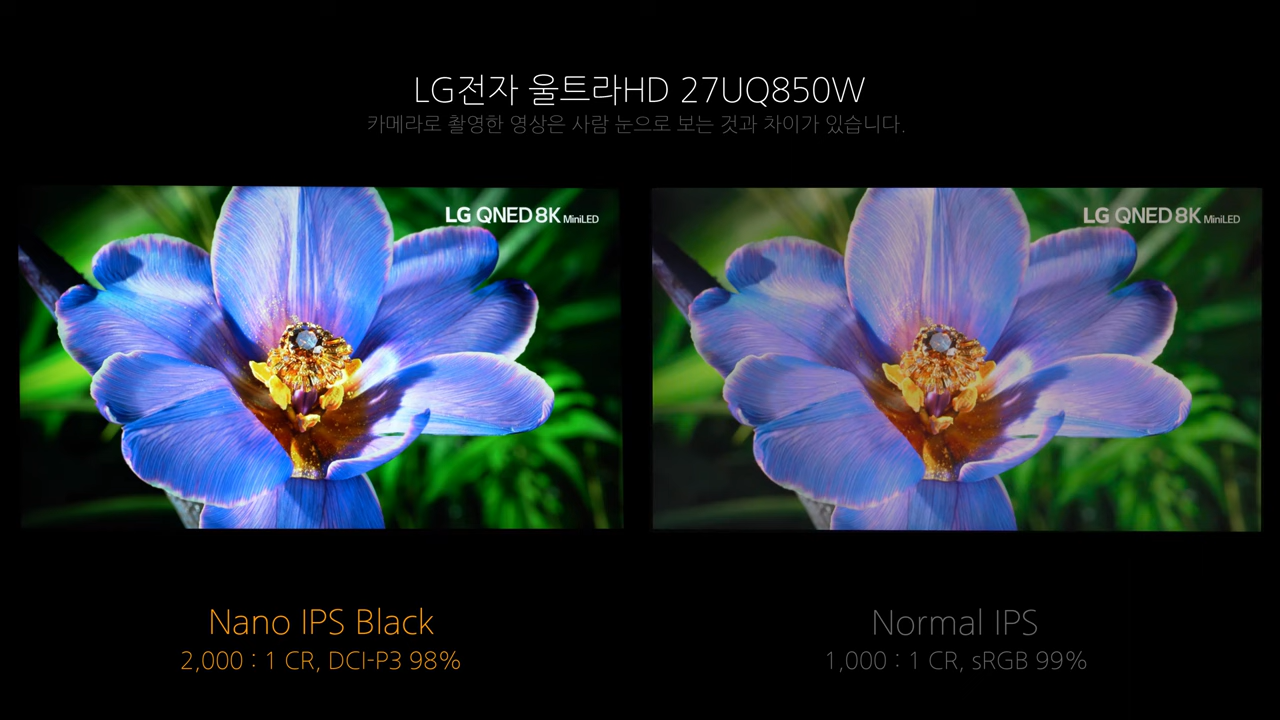 LG전자 울트라HD 27UQ850W
카메라로 촬영한 영상은 사람 눈으로 보는 것과 차이가 있습니다.
LG QNED 8K MiniLED
LG QNED 8K MiniLED
Nano IPS Black
2,000 : 1 CR, DCI-P3 98%
Normal IPS
1,000 : 1 CR, sRGB 99%